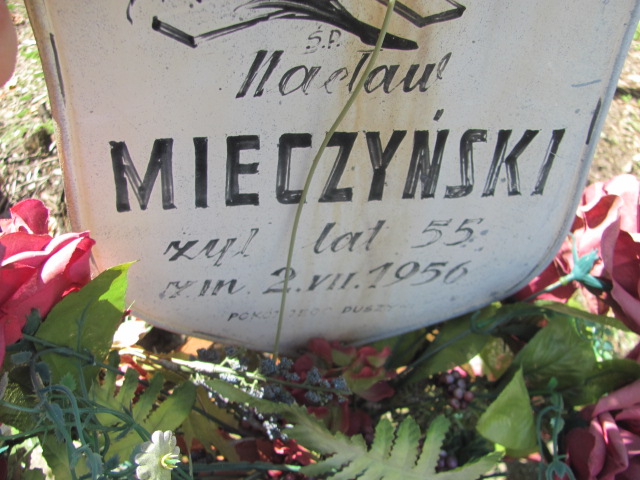 Ś.P.
Wacław
MIECZYŃSKI
żył lat 55
zm. 2.VII.1956
POKÓJ JEGO DUSZY